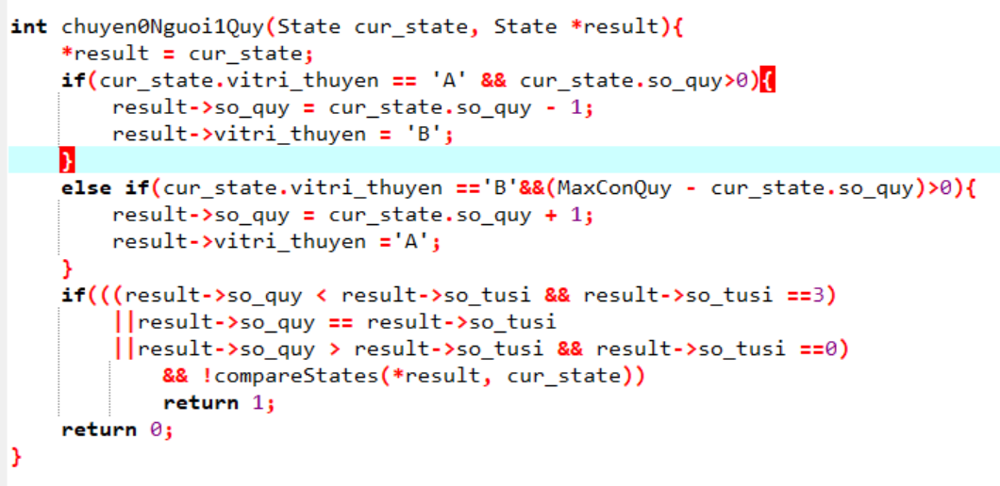 int chuyen0Nguoi1Quy(State cur_state, State *result){
    *result = cur_state;
    if(cur_state.vitri_thuyen == 'A' && cur_state.so_quy>0){
        result->so_quy = cur_state.so_quy - 1;
        result->vitri_thuyen = 'B';
    }
    else if(cur_state.vitri_thuyen =='B'&&(MaxConQuy - cur_state.so_quy)>0){
        result->so_quy = cur_state.so_quy + 1;
        result->vitri_thuyen ='A';
    }
    if(((result->so_quy < result->so_tusi && result->so_tusi ==3)
        ||result->so_quy == result->so_tusi
        ||result->so_quy > result->so_tusi && result->so_tusi ==0)
            && !compareStates(*result, cur_state))
            return 1;
    return 0;
}